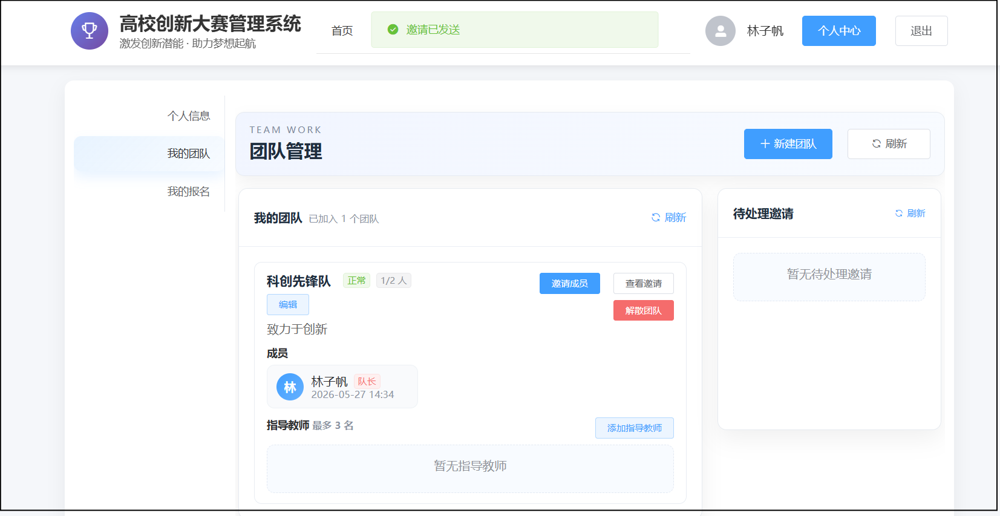 高校创新大赛管理系统
激发创新潜能 · 助力梦想起航
首页
邀请已发送
林子帆
个人中心
退出
个人信息
我的团队
我的报名
TEAM WORK
团队管理
新建团队
刷新
我的团队 已加入 1 个团队
刷新
科创先锋队 正常 1/2 人
邀请成员
查看邀请
编辑
解散团队
致力于创新
成员
林
林子帆 队长
2026-05-27 14:34
指导教师 最多 3 名
添加指导教师
暂无指导教师
待处理邀请
刷新
暂无待处理邀请